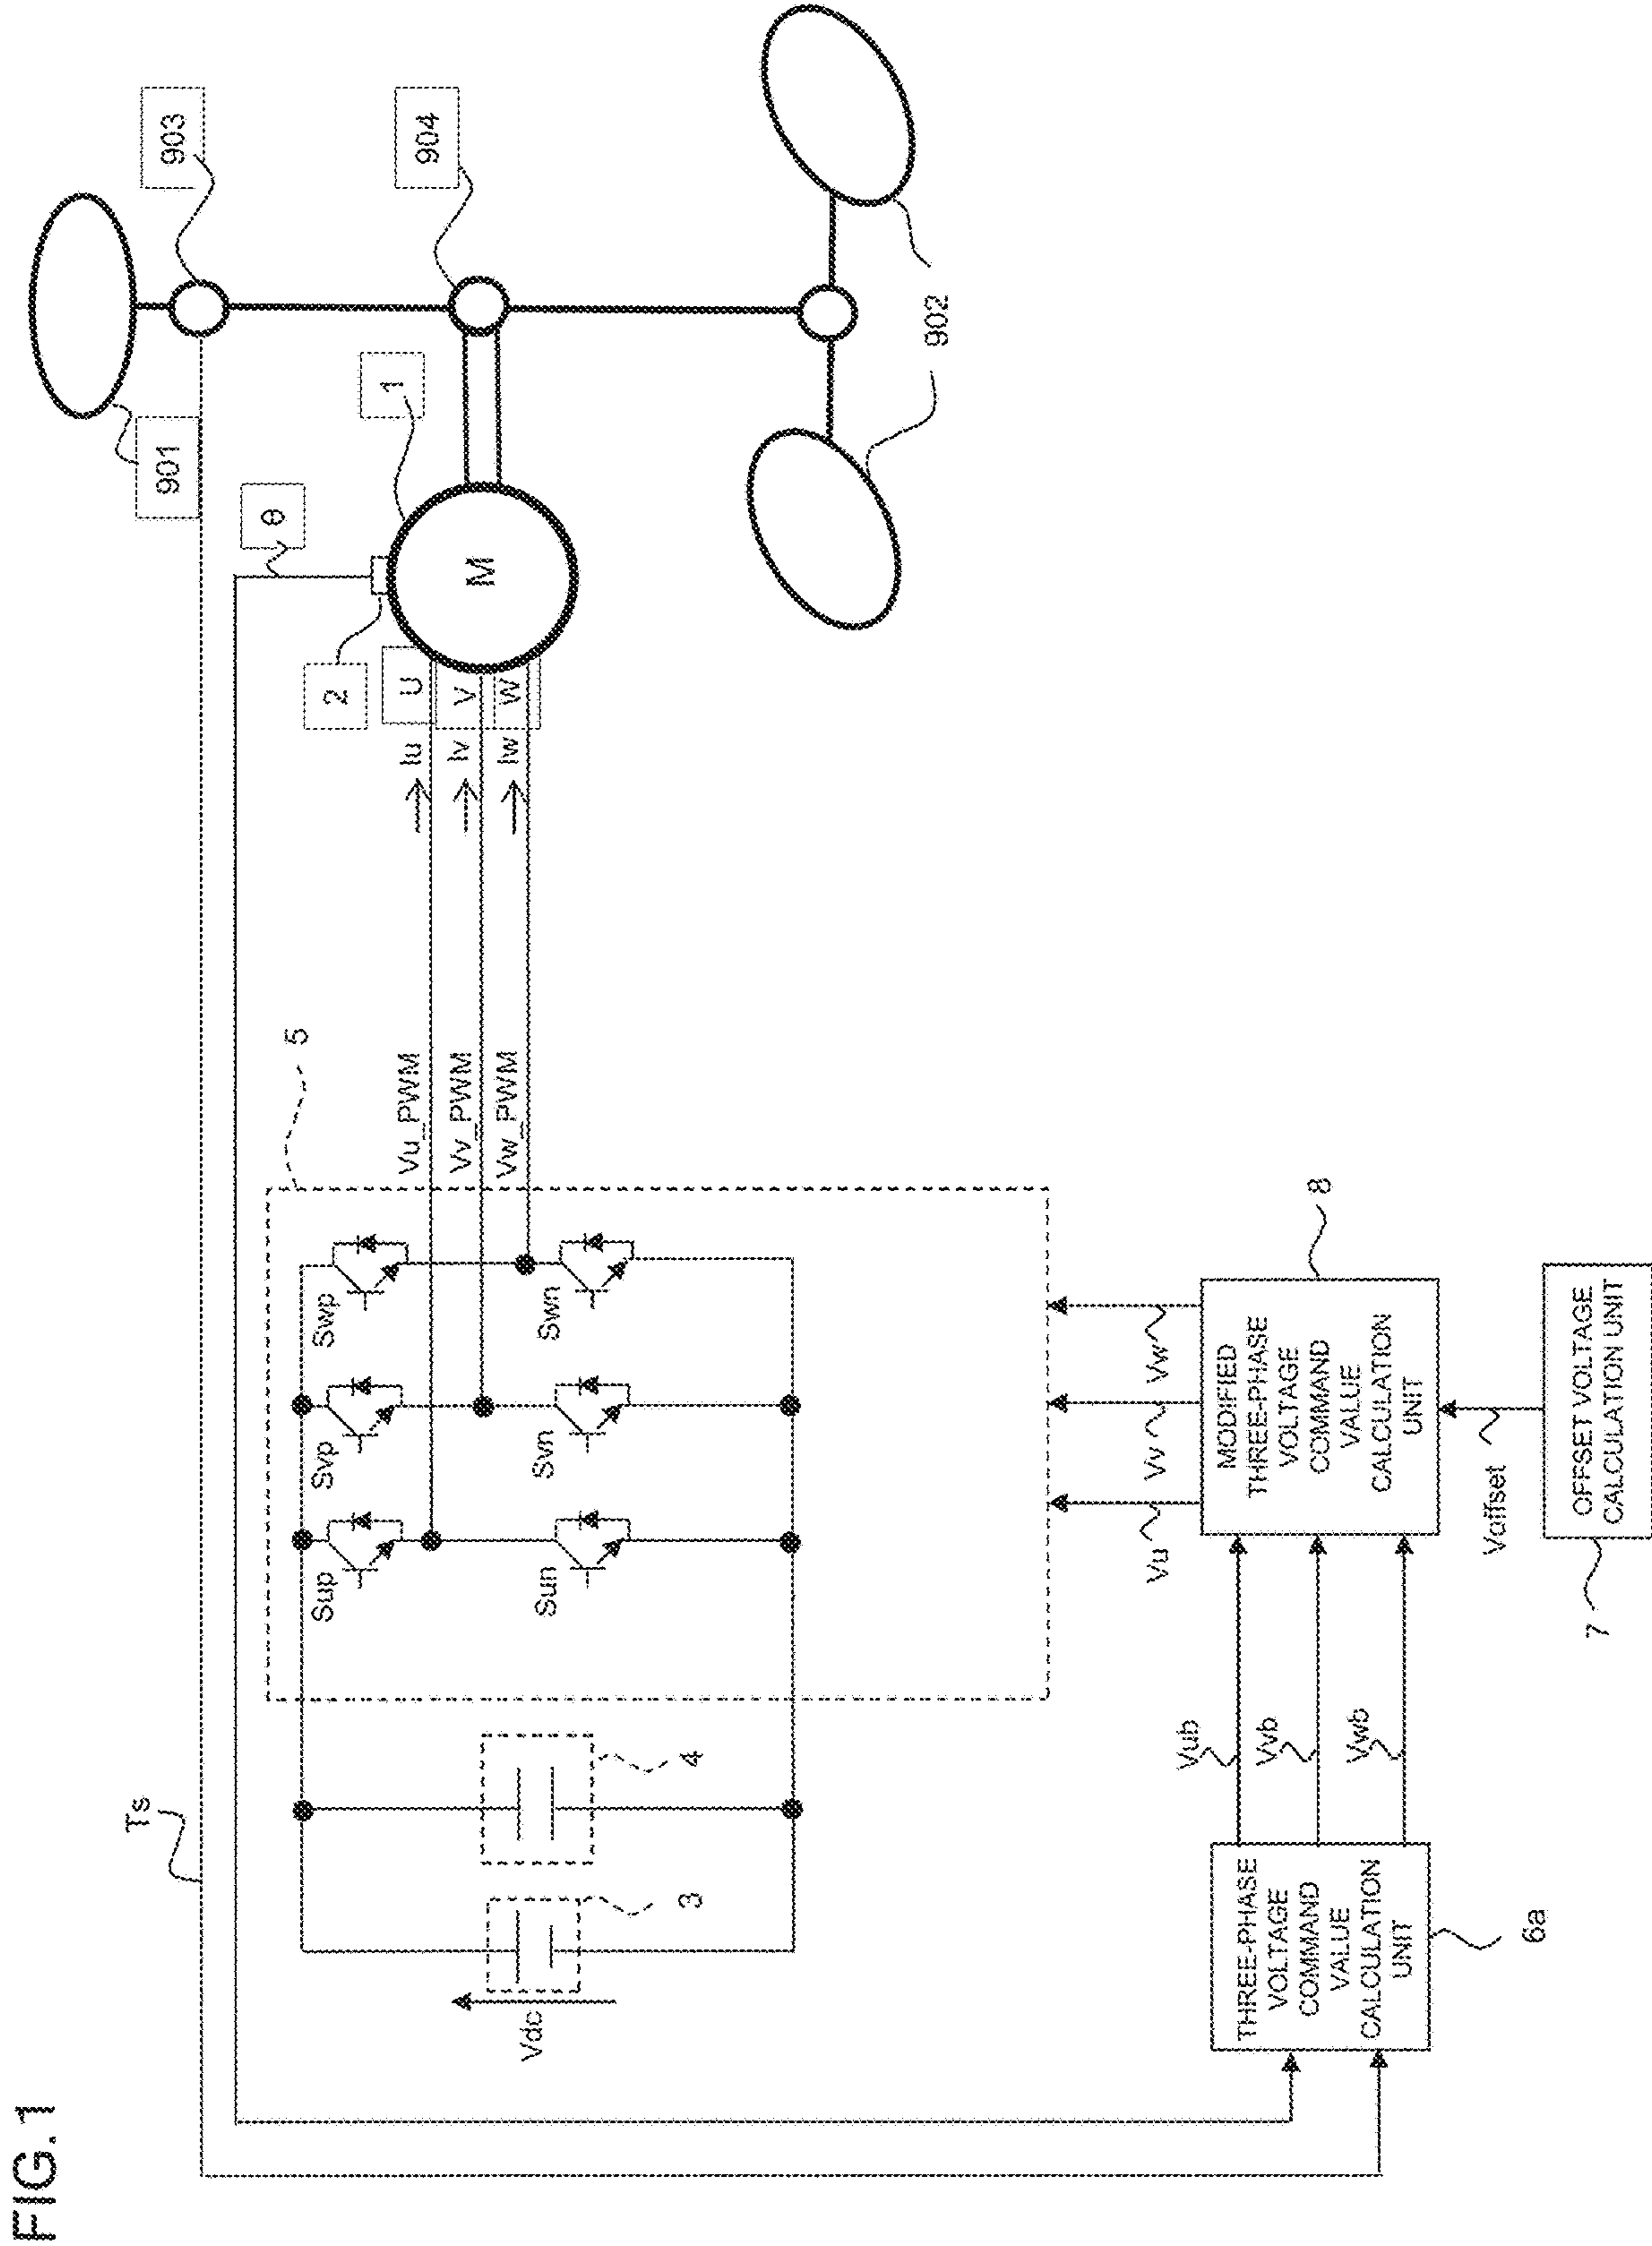 FIG. 1
Ts
901
903
θ
904
2
1
U
V
W
Iu
Iv
Iw
M
902
5
Vu_PWM
Vv_PWM
Vw_PWM
Sup
Svp
Swp
Sun
Svn
Swn
Vdc
3
4
Vu
Vv
Vw
THREE-PHASE
VOLTAGE
COMMAND
VALUE
CALCULATION
UNIT
6a
Vub
Vvb
Vwb
MODIFIED
THREE-PHASE
VOLTAGE
COMMAND
VALUE
CALCULATION
UNIT
8
Voffset
OFFSET VOLTAGE
CALCULATION UNIT
7